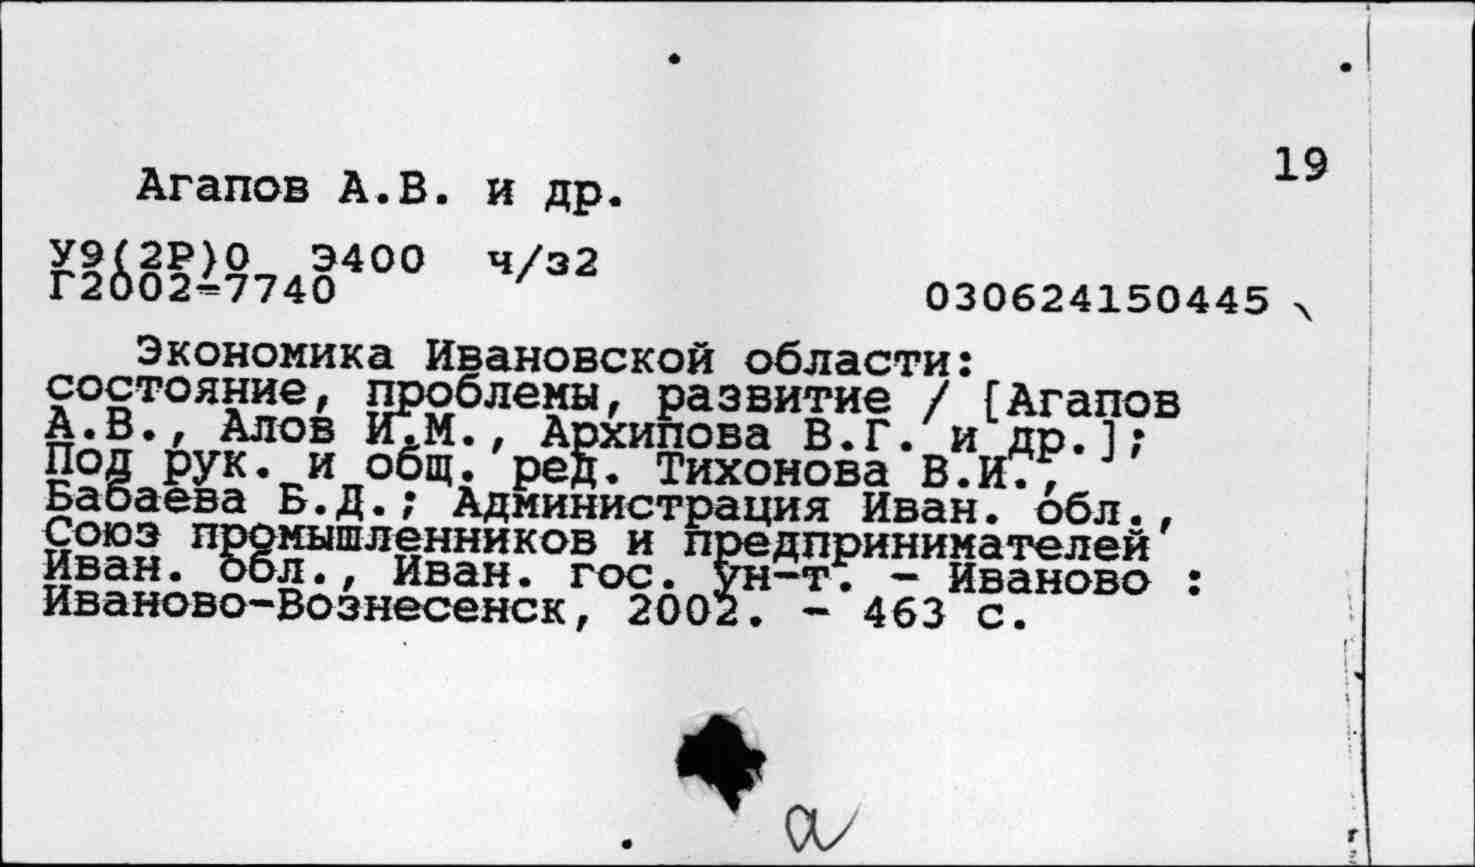 19
Агапов А.В. и др.
У9(2Р)0 Э400 ч/з2
Г2002-7740
030624150445
Экономика Ивановской области:
состояние, проблемы, развитие / [Агапов
А.В., Алов И.М., Архипова В.Г. и др.];
Под рук. и общ. ред. Тихонова В.И.,
Бабаева Б.Д.; Администрация Иван. обл.,
Союз промышленников и предпринимателей
Иван. обл., Иван. гос. ун-т. - Иваново :
Иваново-Вознесенск, 2002. - 463 с.